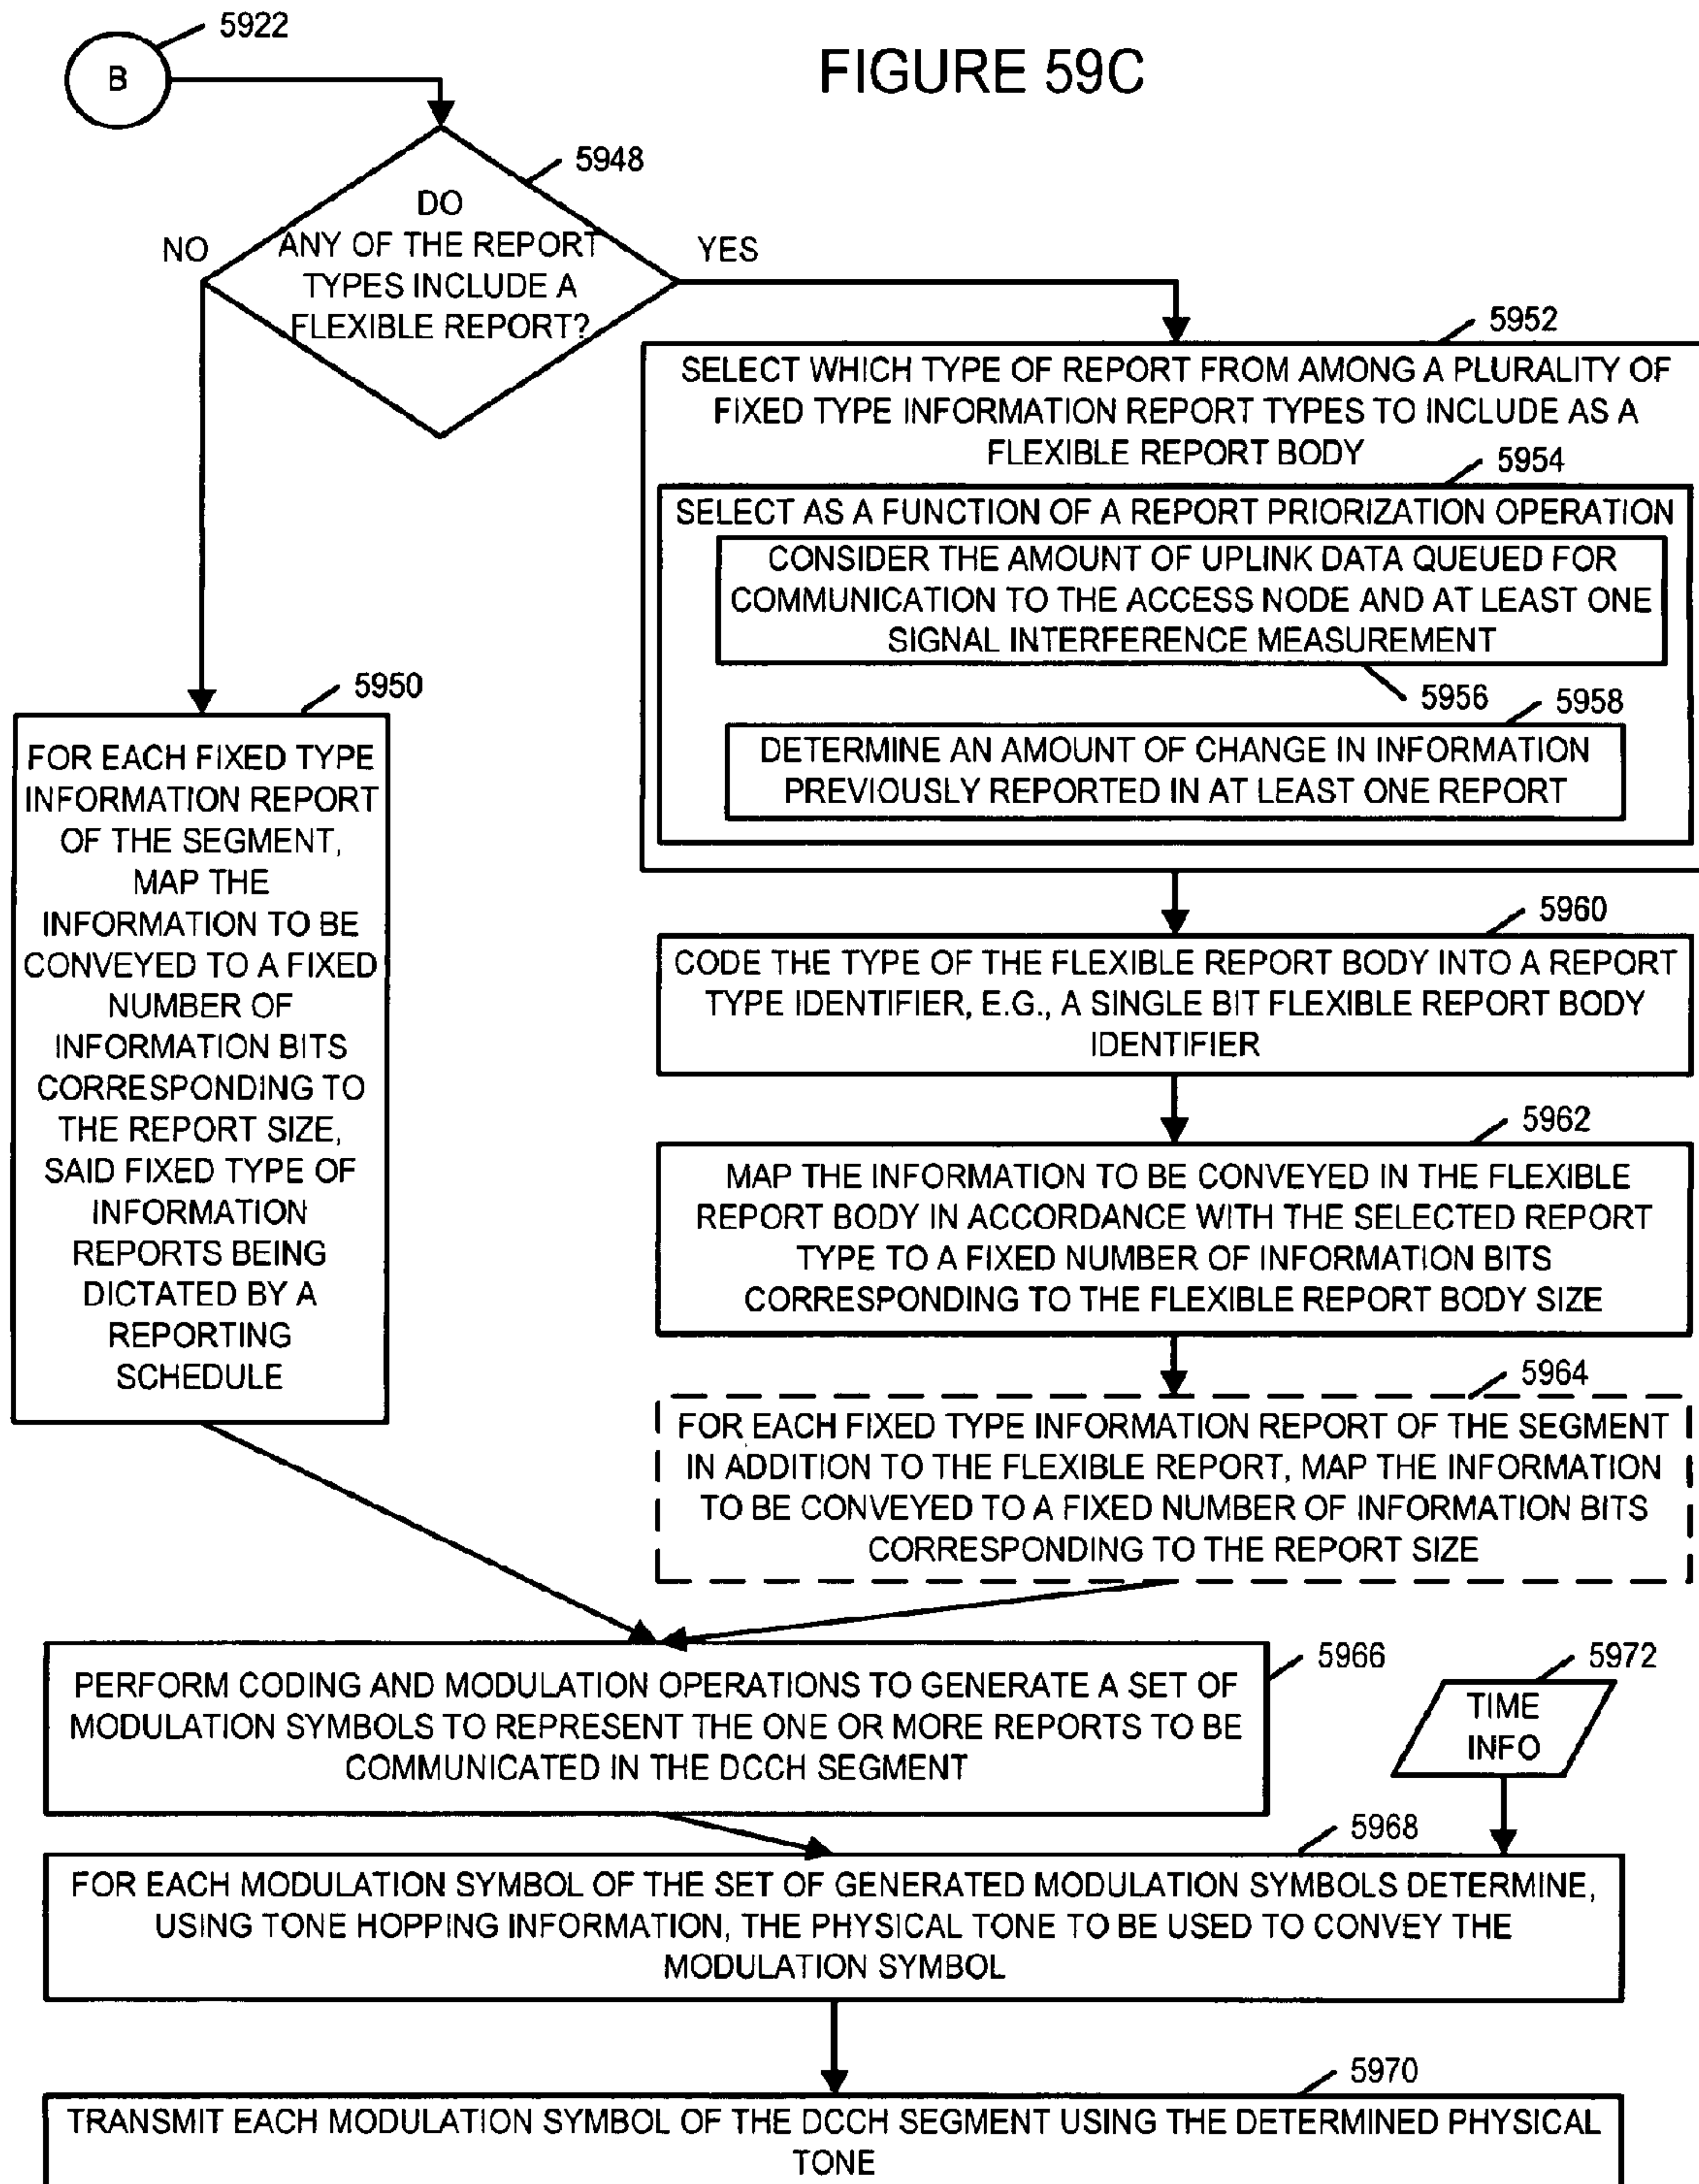 5922
FIGURE 59C
B
5948
DO
ANY OF THE REPORT
TYPES INCLUDE A
FLEXIBLE REPORT?
NO
YES
5952
SELECT WHICH TYPE OF REPORT FROM AMONG A PLURALITY OF
FIXED TYPE INFORMATION REPORT TYPES TO INCLUDE AS A
FLEXIBLE REPORT BODY
5954
SELECT AS A FUNCTION OF A REPORT PRIORIZATION OPERATION
CONSIDER THE AMOUNT OF UPLINK DATA QUEUED FOR
COMMUNICATION TO THE ACCESS NODE AND AT LEAST ONE
SIGNAL INTERFERENCE MEASUREMENT
5956
5958
DETERMINE AN AMOUNT OF CHANGE IN INFORMATION
PREVIOUSLY REPORTED IN AT LEAST ONE REPORT
5950
FOR EACH FIXED TYPE
INFORMATION REPORT
OF THE SEGMENT,
MAP THE
INFORMATION TO BE
CONVEYED TO A FIXED
NUMBER OF
INFORMATION BITS
CORRESPONDING TO
THE REPORT SIZE,
SAID FIXED TYPE OF
INFORMATION
REPORTS BEING
DICTATED BY A
REPORTING
SCHEDULE
5960
CODE THE TYPE OF THE FLEXIBLE REPORT BODY INTO A REPORT
TYPE IDENTIFIER, E.G., A SINGLE BIT FLEXIBLE REPORT BODY
IDENTIFIER
5962
MAP THE INFORMATION TO BE CONVEYED IN THE FLEXIBLE
REPORT BODY IN ACCORDANCE WITH THE SELECTED REPORT
TYPE TO A FIXED NUMBER OF INFORMATION BITS
CORRESPONDING TO THE FLEXIBLE REPORT BODY SIZE
5964
FOR EACH FIXED TYPE INFORMATION REPORT OF THE SEGMENT
IN ADDITION TO THE FLEXIBLE REPORT, MAP THE INFORMATION
TO BE CONVEYED TO A FIXED NUMBER OF INFORMATION BITS
CORRESPONDING TO THE REPORT SIZE
5966
PERFORM CODING AND MODULATION OPERATIONS TO GENERATE A SET OF
MODULATION SYMBOLS TO REPRESENT THE ONE OR MORE REPORTS TO BE
COMMUNICATED IN THE DCCH SEGMENT
5972
TIME
INFO
5968
FOR EACH MODULATION SYMBOL OF THE SET OF GENERATED MODULATION SYMBOLS DETERMINE,
USING TONE HOPPING INFORMATION, THE PHYSICAL TONE TO BE USED TO CONVEY THE
MODULATION SYMBOL
5970
TRANSMIT EACH MODULATION SYMBOL OF THE DCCH SEGMENT USING THE DETERMINED PHYSICAL
TONE